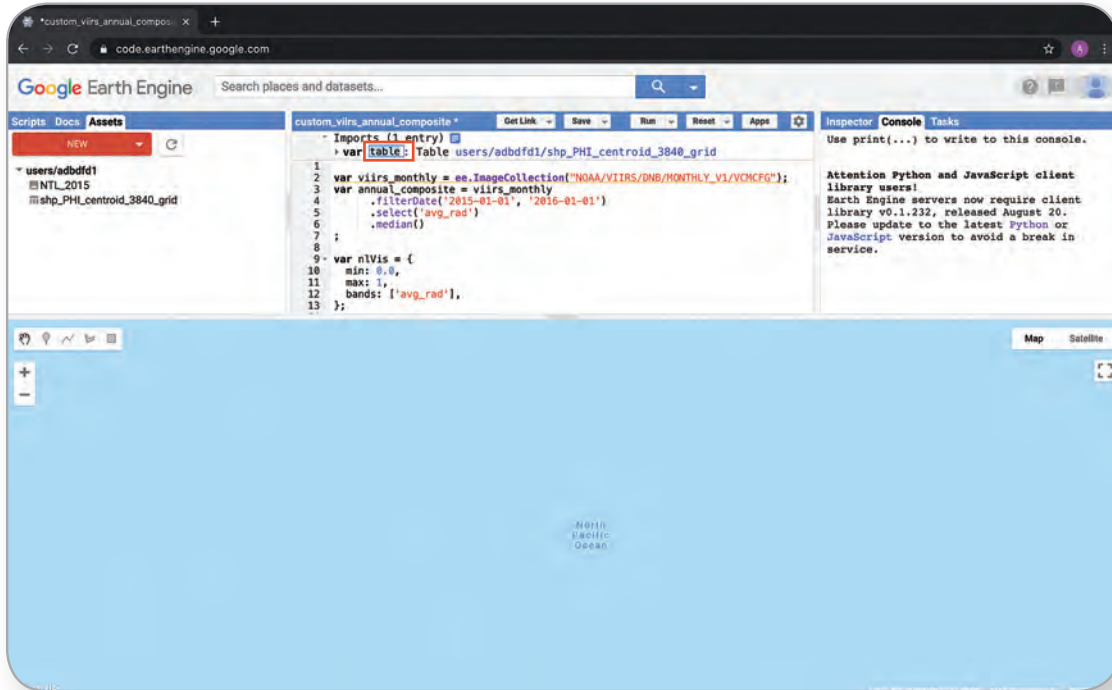 *custom_viirs_annual_compos
code.earthengine.google.com
A
Google Earth Engine
Search places and datasets...
Scripts Docs Assets
NEW
users/adbdfd1
NTL_2015
shp_PHI_centroid_3840_grid
custom_viirs_annual_composite *
Get Link Save Run Reset Apps
Imports (1 entry)
var table: Table users/adbdfd1/shp_PHI_centroid_3840_grid
1
2 var viirs_monthly = ee.ImageCollection("NOAA/VIIRS/DNB/MONTHLY_V1/VCMCFG");
3 var annual_composite = viirs_monthly
4 .filterDate('2015-01-01', '2016-01-01')
5 .select('avg_rad')
6 .median()
7 ;
8
9 var nlVis = {
10 min: 0.0,
11 max: 1,
12 bands: ['avg_rad'],
13 };
Inspector Console Tasks
Use print(...) to write to this console.
Attention Python and JavaScript client
library users!
Earth Engine servers now require client
library v0.1.232, released August 20.
Please update to the latest Python or
JavaScript version to avoid a break in
service.
Map Satellite
North
Pacific
Ocean